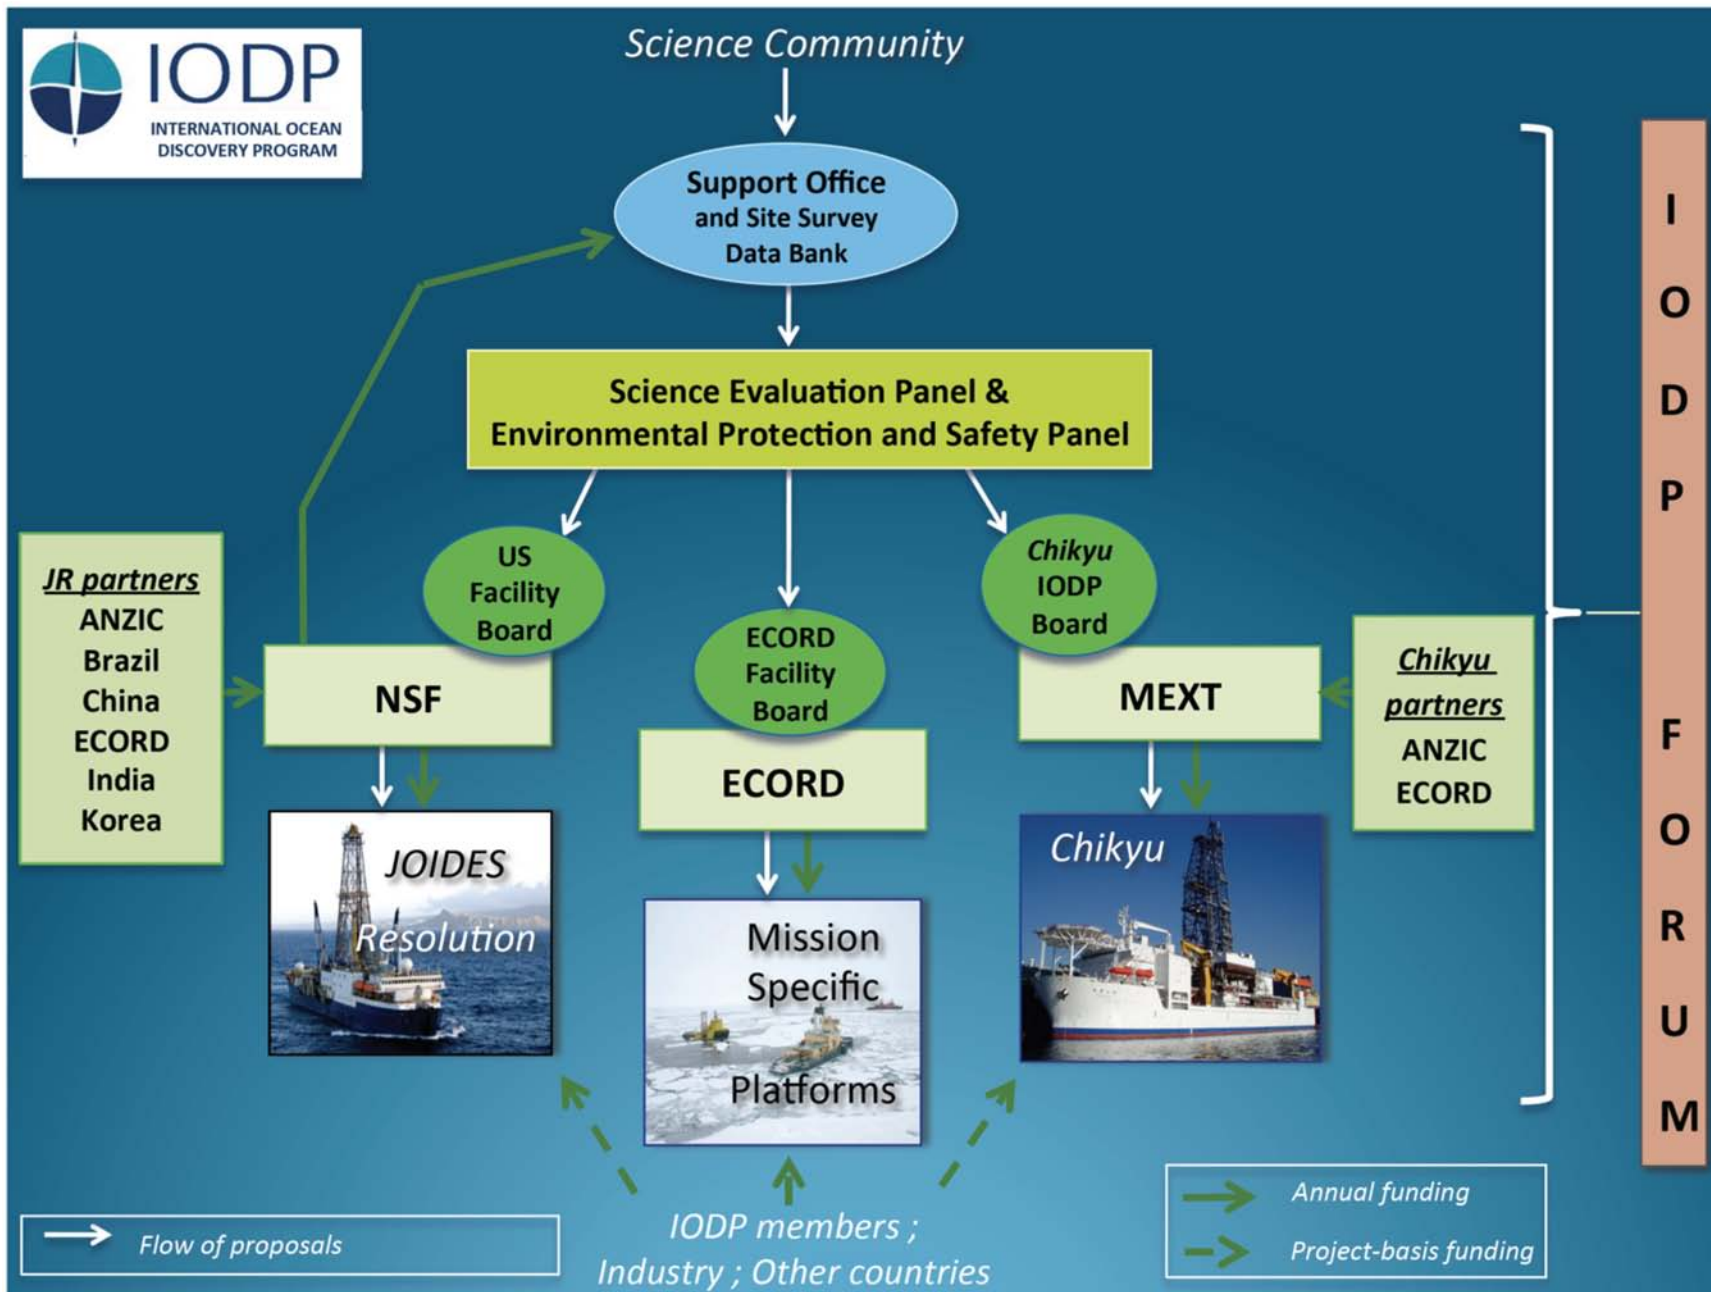 IODP
INTERNATIONAL OCEAN
DISCOVERY PROGRAM
Science Community
Support Office
and Site Survey
Data Bank
Science Evaluation Panel &
Environmental Protection and Safety Panel
US
Facility
Board
ECORD
Facility
Board
Chikyu
IODP
Board
JR partners
ANZIC
Brazil
China
ECORD
India
Korea
NSF
ECORD
MEXT
Chikyu
partners
ANZIC
ECORD
JOIDES
Resolution
Mission
Specific
Platforms
Chikyu
IODP members ;
Industry ; Other countries
Flow of proposals
Annual funding
Project-basis funding
I
O
D
P
F
O
R
U
M